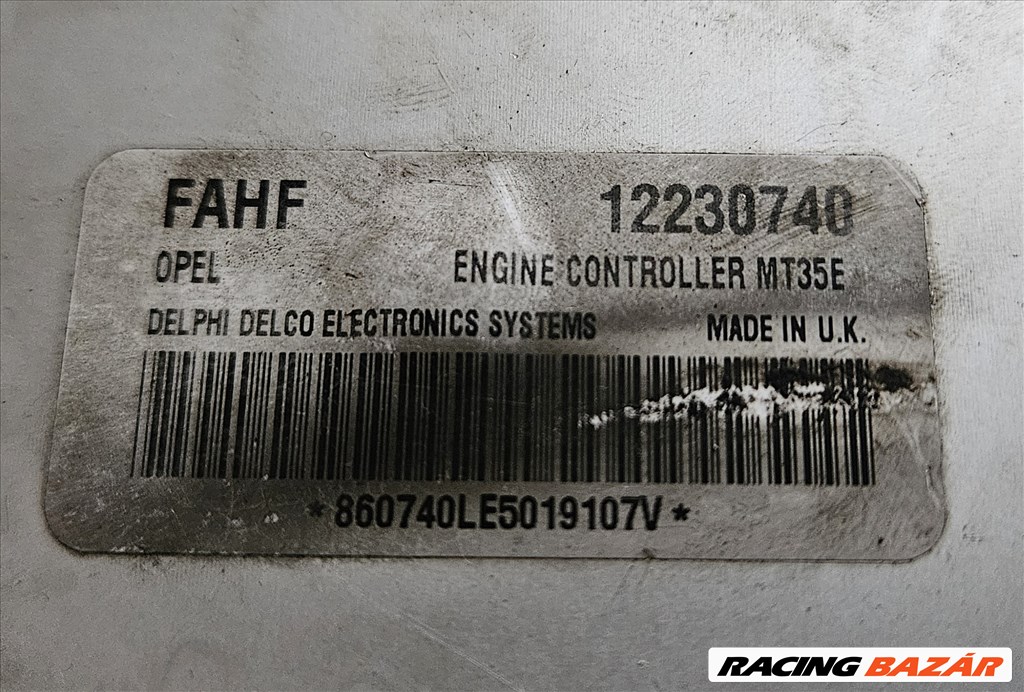 FAHF 12230740
OPEL ENGINE CONTROLLER MT35E
DELPHI DELCO ELECTRONICS SYSTEMS MADE IN U.K.
*860740LE5019107V*
RACING BAZÁR